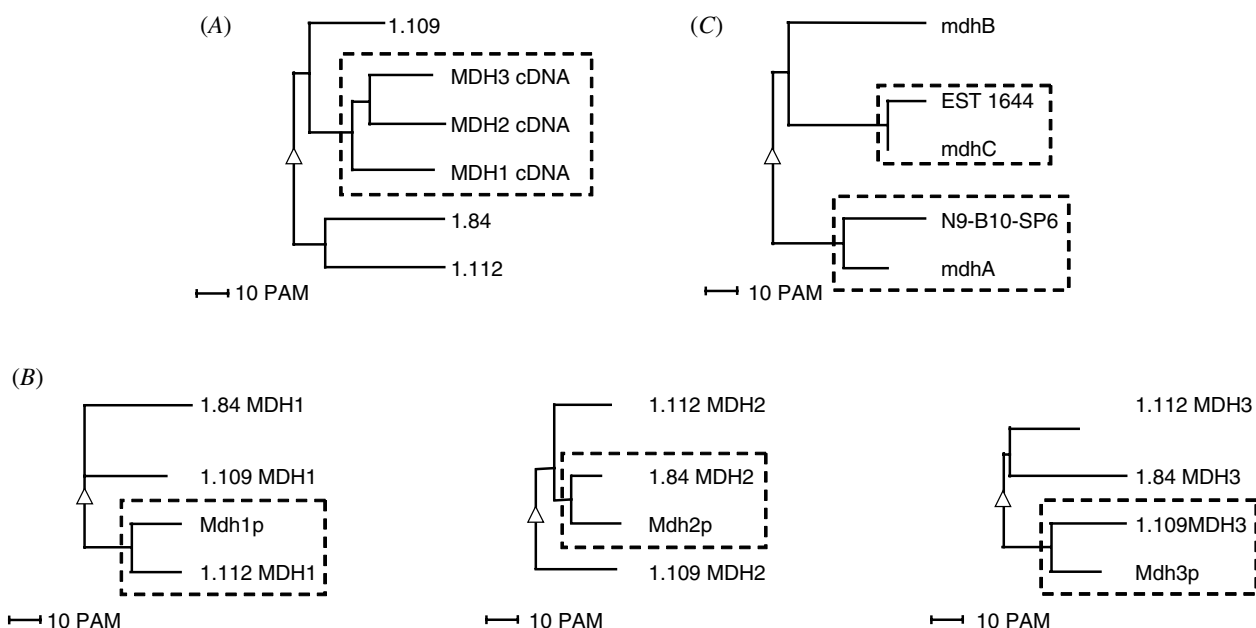 (A)
1.109
MDH3 cDNA
MDH2 cDNA
MDH1 cDNA
1.84
1.112
10 PAM
(C)
mdhB
EST 1644
mdhC
N9-B10-SP6
mdhA
10 PAM
(B)
1.84 MDH1
1.109 MDH1
Mdh1p
1.112 MDH1
10 PAM
1.112 MDH2
1.84 MDH2
Mdh2p
1.109 MDH2
10 PAM
1.112 MDH3
1.84 MDH3
1.109MDH3
Mdh3p
10 PAM